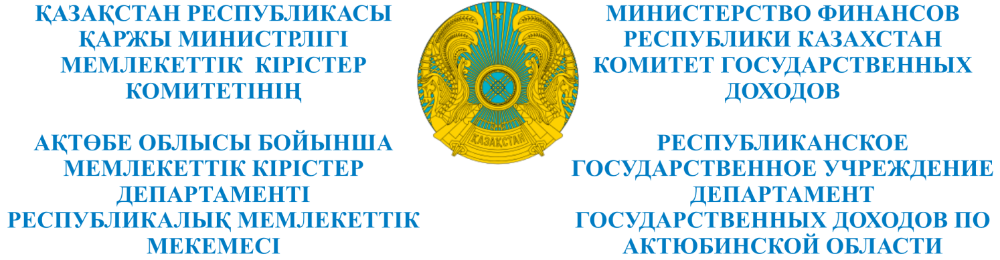 ҚАЗАҚСТАН РЕСПУБЛИКАСЫ
ҚАРЖЫ МИНИСТРЛІГІ
МЕМЛЕКЕТТІК КІРІСТЕР
КОМИТЕТІНІҢ
АҚТӨБЕ ОБЛЫСЫ БОЙЫНША
МЕМЛЕКЕТТІК КІРІСТЕР
ДЕПАРТАМЕНТІ
РЕСПУБЛИКАЛЫҚ МЕМЛЕКЕТТІК
МЕКЕМЕСІ
ҚАЗАҚСТАН
МИНИСТЕРСТВО ФИНАНСОВ
РЕСПУБЛИКИ КАЗАХСТАН
КОМИТЕТ ГОСУДАРСТВЕННЫХ
ДОХОДОВ
РЕСПУБЛИКАНСКОЕ
ГОСУДАРСТВЕННОЕ УЧРЕЖДЕНИЕ
ДЕПАРТАМЕНТ
ГОСУДАРСТВЕННЫХ ДОХОДОВ ПО
АКТЮБИНСКОЙ ОБЛАСТИ